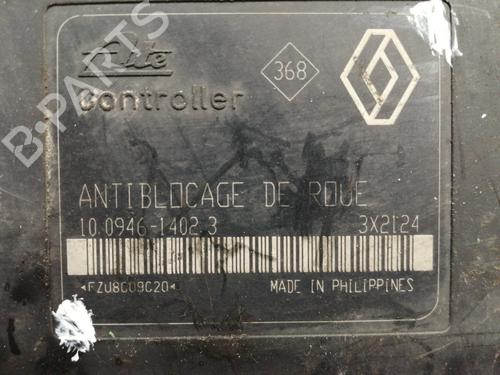 Ate
controller
368
ANTIBLOCAGE DE ROUE
10.0946-1402.3 3X2124
*FZU8C09C20*
MADE IN PHILIPPINES
B-PARTS